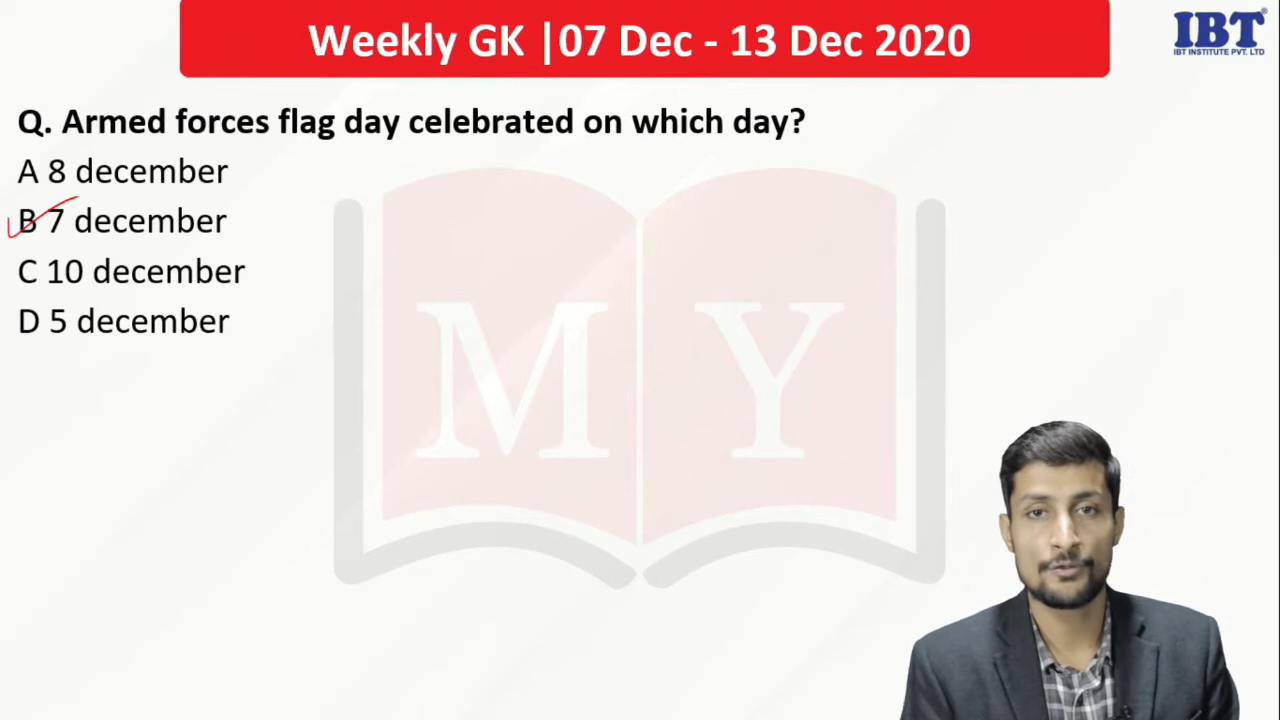 Weekly GK |07 Dec - 13 Dec 2020
IBT
IBT INSTITUTE PVT. LTD
Q. Armed forces flag day celebrated on which day?
A 8 december
B 7 december
C 10 december
D 5 december
M Y